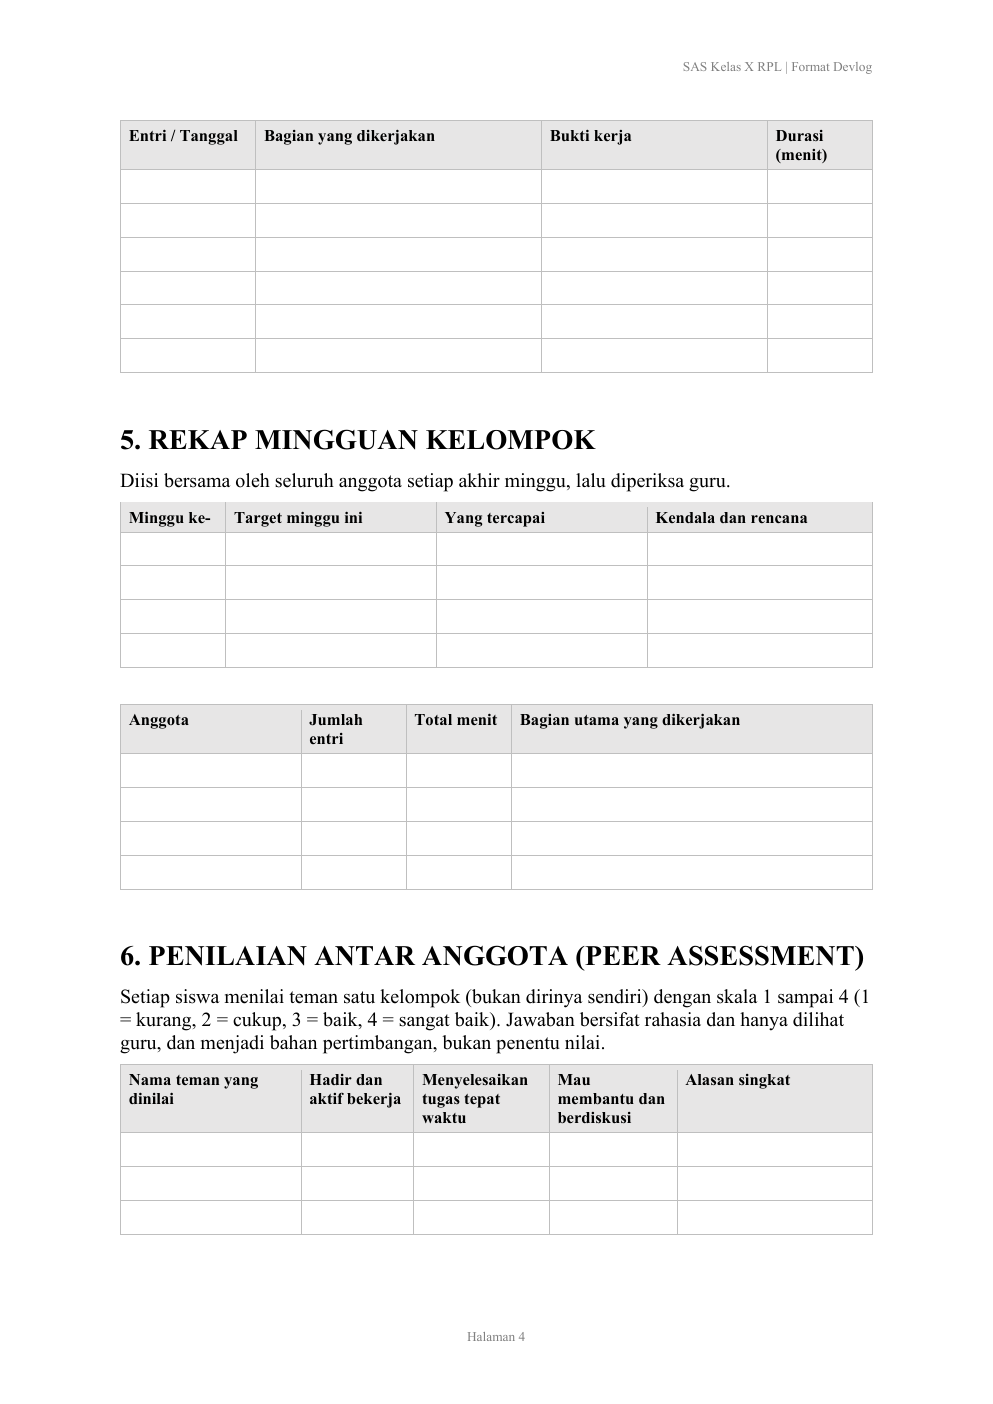 SAS Kelas X RPL | Format Devlog
Entri / Tanggal Bagian yang dikerjakan Bukti kerja Durasi
(menit)
5. REKAP MINGGUAN KELOMPOK
Diisi bersama oleh seluruh anggota setiap akhir minggu, lalu diperiksa guru.
Minggu ke- Target minggu ini Yang tercapai Kendala dan rencana
Anggota Jumlah Total menit Bagian utama yang dikerjakan
entri
6. PENILAIAN ANTAR ANGGOTA (PEER ASSESSMENT)
Setiap siswa menilai teman satu kelompok (bukan dirinya sendiri) dengan skala 1 sampai 4 (1
= kurang, 2 = cukup, 3 = baik, 4 = sangat baik). Jawaban bersifat rahasia dan hanya dilihat
guru, dan menjadi bahan pertimbangan, bukan penentu nilai.
Nama teman yang Hadir dan Menyelesaikan Mau Alasan singkat
dinilai aktif bekerja tugas tepat membantu dan
waktu berdiskusi
Halaman 4